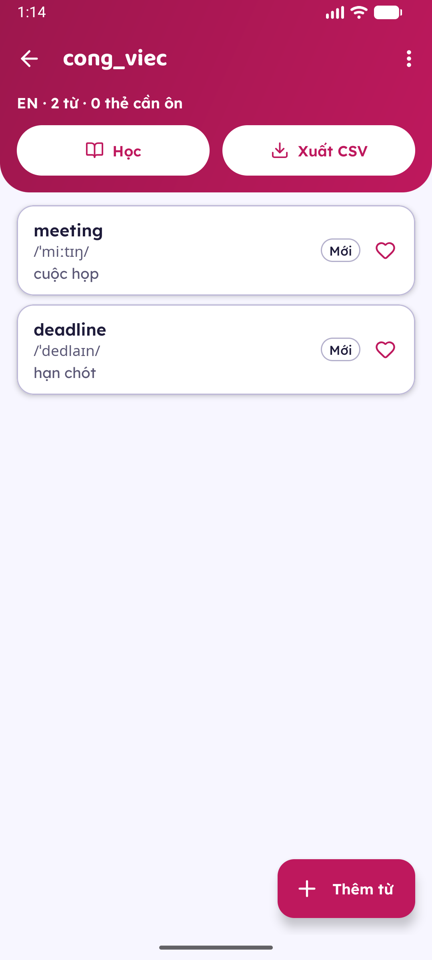 1:14
cong_viec
EN · 2 từ · 0 thẻ cần ôn
Học
Xuất CSV
meeting
/ˈmiːtɪŋ/
cuộc họp
Mới
deadline
/ˈdedlaɪn/
hạn chót
Mới
Thêm từ